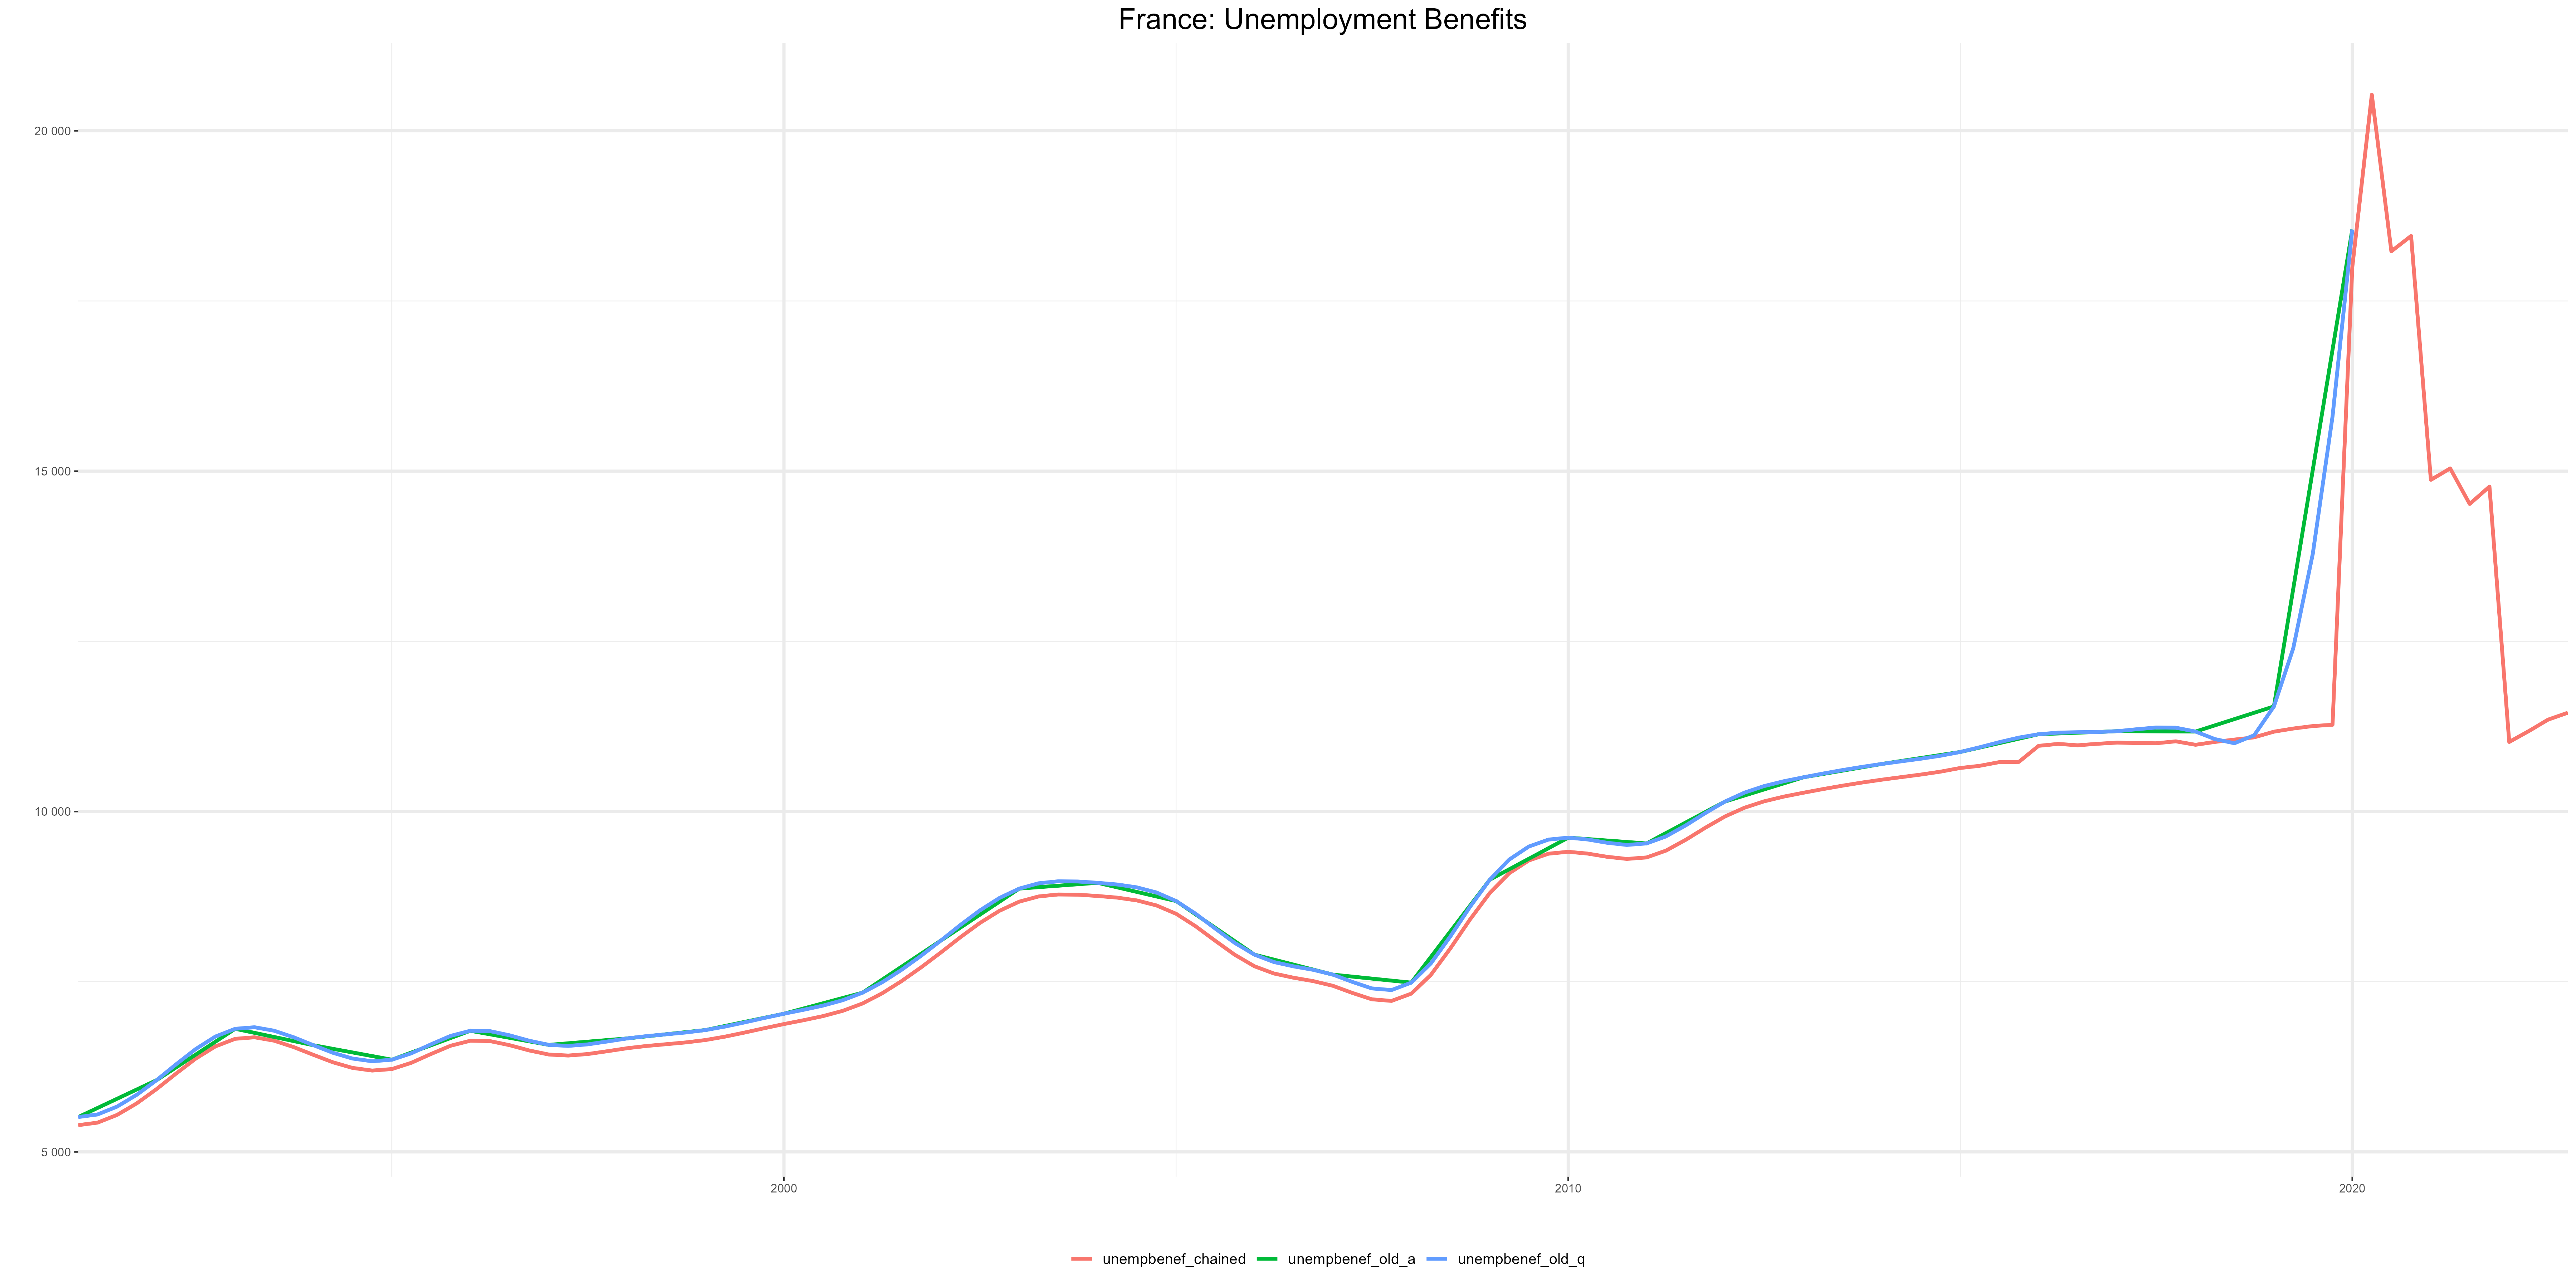 France: Unemployment Benefits
20 000
15 000
10 000
5 000
2000 2010 2020
unempbenef_chained unempbenef_old_a unempbenef_old_q